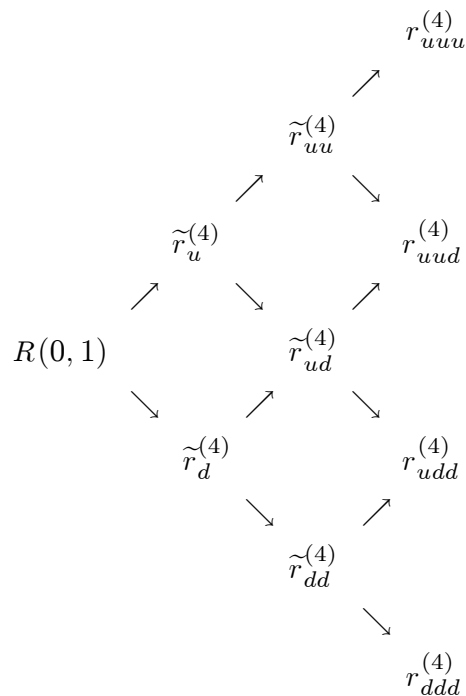 r_{uuu}^{(4)}
\widetilde{r}_{uu}^{(4)}
\widetilde{r}_{u}^{(4)} r_{uud}^{(4)}
R(0, 1) \widetilde{r}_{ud}^{(4)}
\widetilde{r}_{d}^{(4)} r_{udd}^{(4)}
\widetilde{r}_{dd}^{(4)}
r_{ddd}^{(4)}